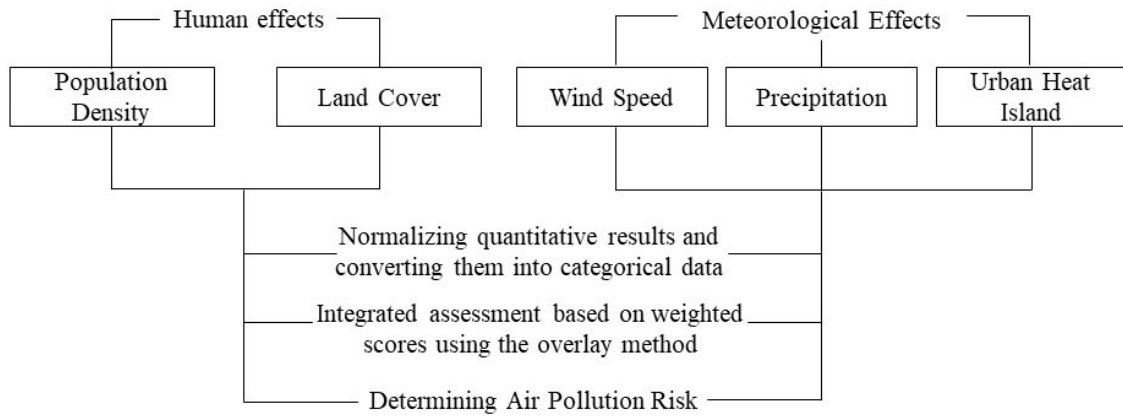 Human effects
Meteorological Effects
Population
Density
Land Cover
Wind Speed
Precipitation
Urban Heat
Island
Normalizing quantitative results and
converting them into categorical data
Integrated assessment based on weighted
scores using the overlay method
Determining Air Pollution Risk